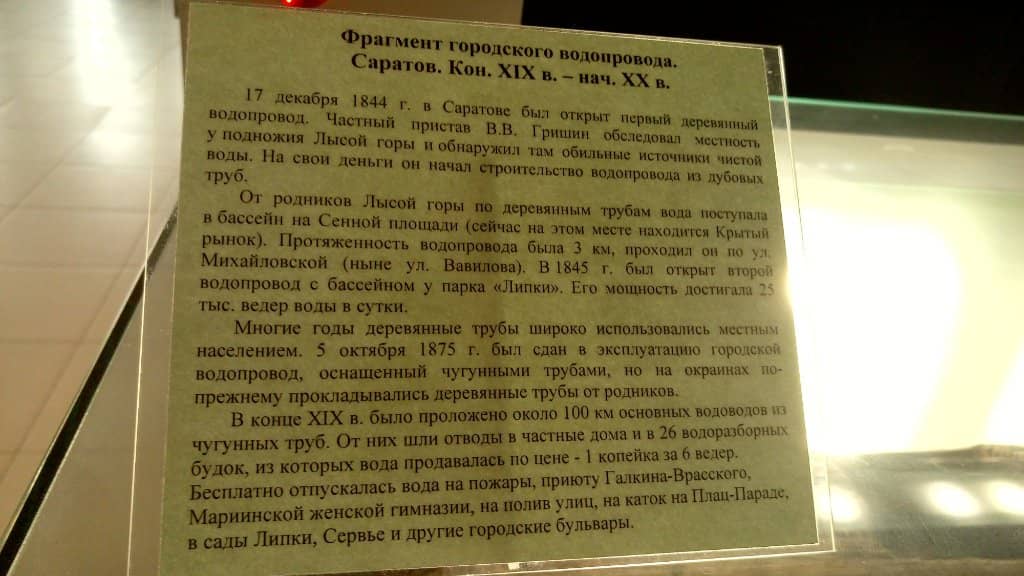 Фрагмент городского водопровода.
Саратов. Кон. XIX в. – нач. XX в.
17 декабря 1844 г. в Саратове был открыт первый деревянный
водопровод. Частный пристав В.В. Гришин обследовал местность
у подножия Лысой горы и обнаружил там обильные источники чистой
воды. На свои деньги он начал строительство водопровода из дубовых
труб.
От родников Лысой горы по деревянным трубам вода поступала
в бассейн на Сенной площади (сейчас на этом месте находится Крытый
рынок). Протяженность водопровода была 3 км, проходил он по ул.
Михайловской (ныне ул. Вавилова). В 1845 г. был открыт второй
водопровод с бассейном у парка «Липки». Его мощность достигала 25
тыс. ведер воды в сутки.
Многие годы деревянные трубы широко использовались местным
населением. 5 октября 1875 г. был сдан в эксплуатацию городской
водопровод, оснащенный чугунными трубами, но на окраинах по-
прежнему прокладывались деревянные трубы от родников.
В конце XIX в. было проложено около 100 км основных водоводов из
чугунных труб. От них шли отводы в частные дома и в 26 водоразборных
будок, из которых вода продавалась по цене - 1 копейка за 6 ведер.
Бесплатно отпускалась вода на пожары, приюту Галкина-Врасского,
Мариинской женской гимназии, на полив улиц, на каток на Плац-Параде,
в сады Липки, Сервье и другие городские бульвары.